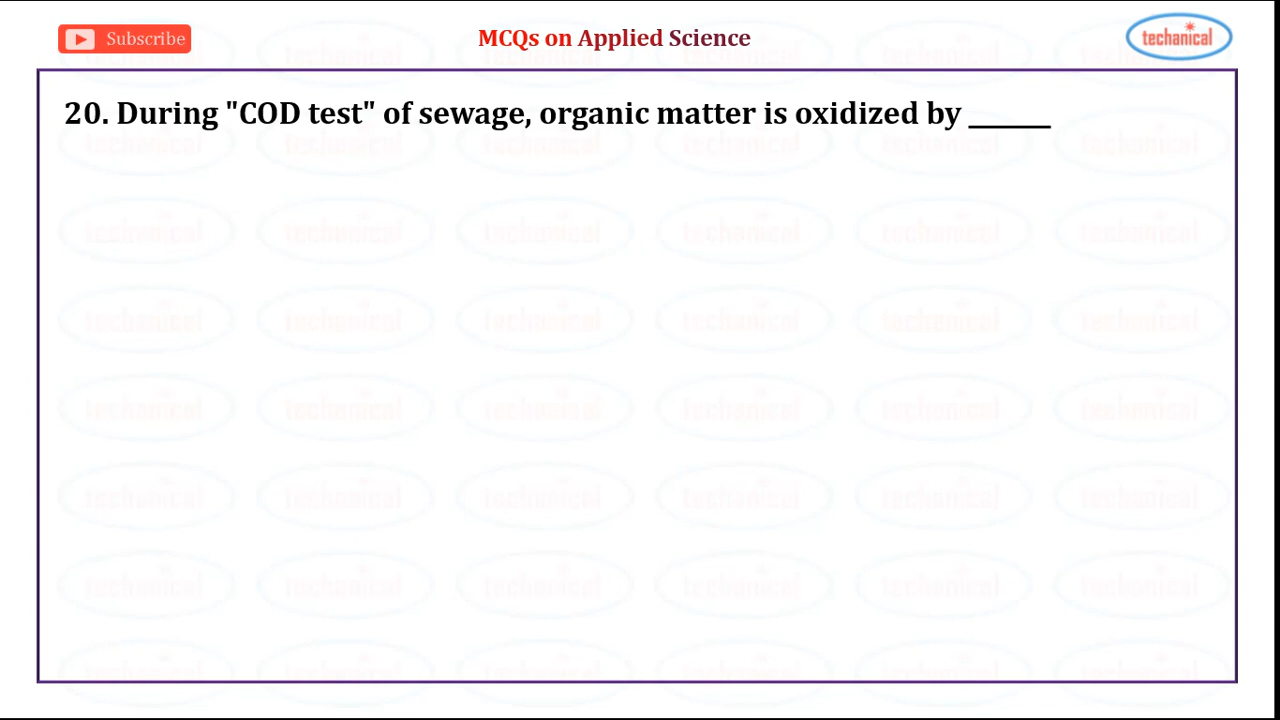 Subscribe
MCQs on Applied Science
techanical
20. During "COD test" of sewage, organic matter is oxidized by ______